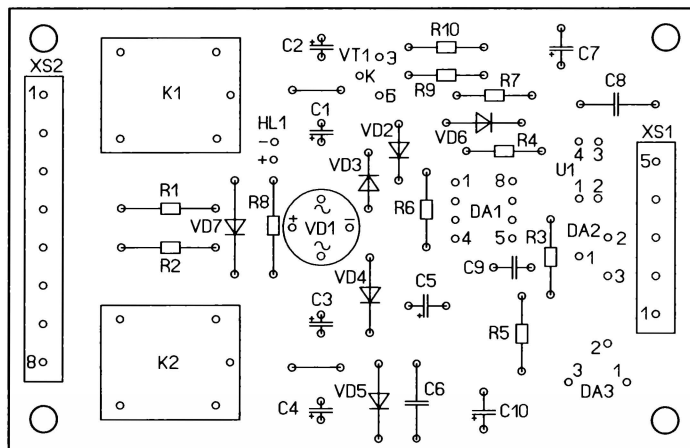 XS2
1
8
K1
K2
R1
R2
VD7
R8
HL1
−
+
C2
C1
VT1
Э
К
Б
R10
R9
R7
VD6
R4
C7
C8
XS1
5
1
VD2
VD3
+
VD1
−
R6
1
8
DA1
4
5
4
3
U1
1
2
R3
DA2
2
1
3
C9
VD4
C5
C3
R5
C4
VD5
C6
C10
2
3
1
DA3